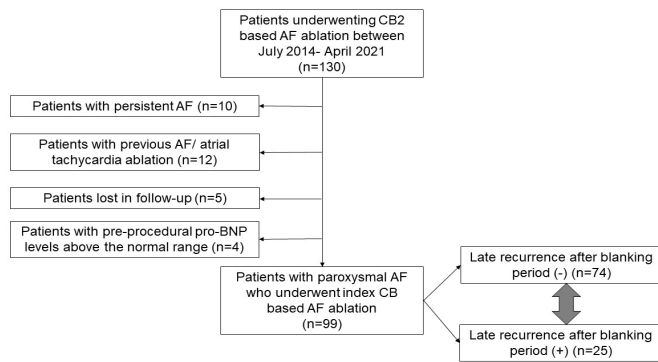 Patients underwenting CB2
based AF ablation between
July 2014- April 2021
(n=130)
Patients with persistent AF (n=10)
Patients with previous AF/ atrial
tachycardia ablation (n=12)
Patients lost in follow-up (n=5)
Patients with pre-procedural pro-BNP
levels above the normal range
(n=4)
Patients with paroxysmal AF
who underwent index CB
based AF ablation
(n=99)
Late recurrence after blanking
period (-) (n=74)
Late recurrence after blanking
period (+) (n=25)